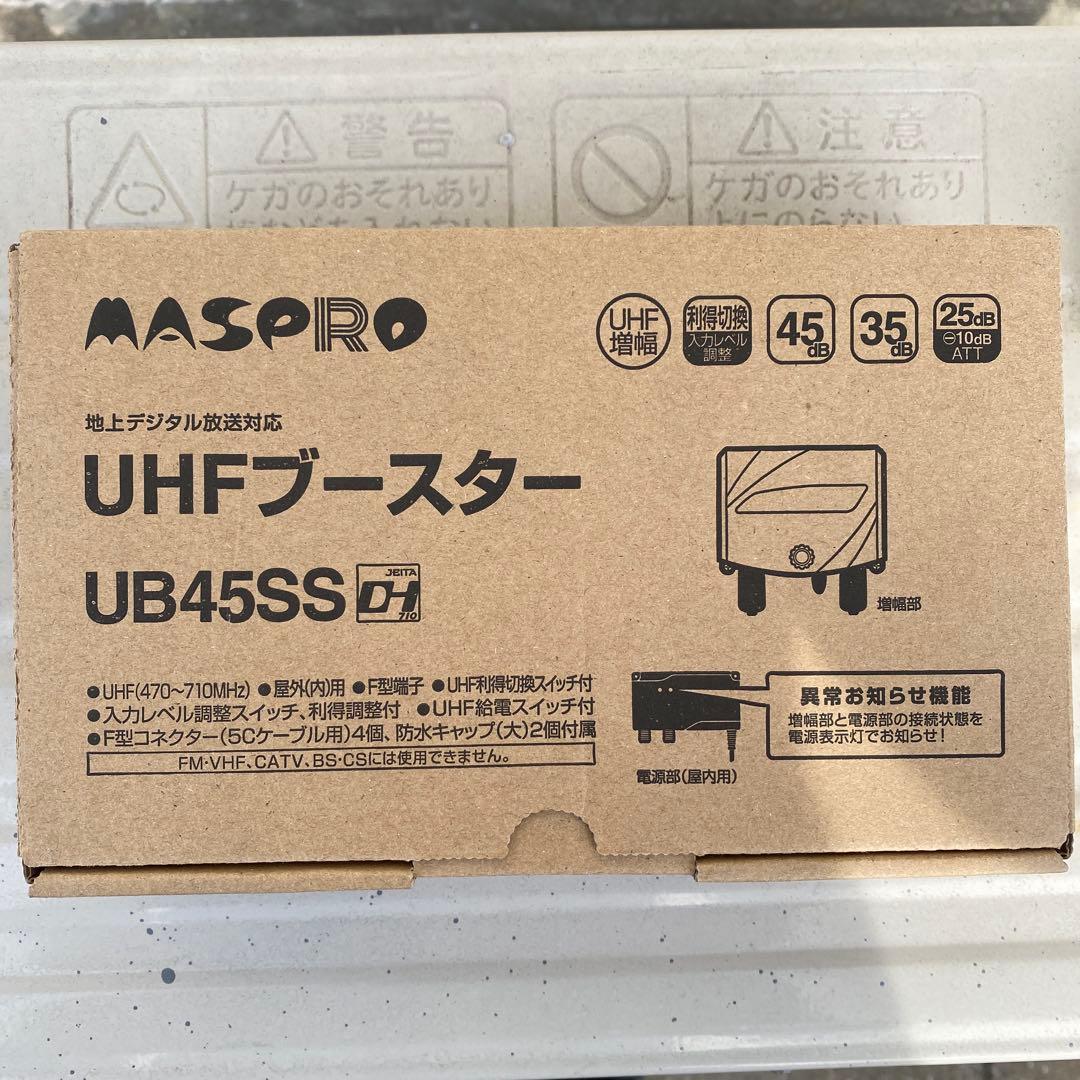 警告
ケガのおそれあり
注意
ケガのおそれあり
上にのらない
MASPRO
UHF
増幅
利得切換
入力レベル
調整
45dB
35dB
25dB
⊖10dB
ATT
地上デジタル放送対応
UHFブースター
UB45SS
JEITA
DH
710
増幅部
●UHF(470〜710MHz) ●屋外(内)用 ●F型端子 ●UHF利得切換スイッチ付
●入力レベル調整スイッチ、利得調整付 ●UHF給電スイッチ付
●F型コネクター(5Cケーブル用)4個、防水キャップ(大)2個付属
FM・VHF、CATV、BS・CSには使用できません。
異常お知らせ機能
増幅部と電源部の接続状態を
電源表示灯でお知らせ!
電源部(屋内用)